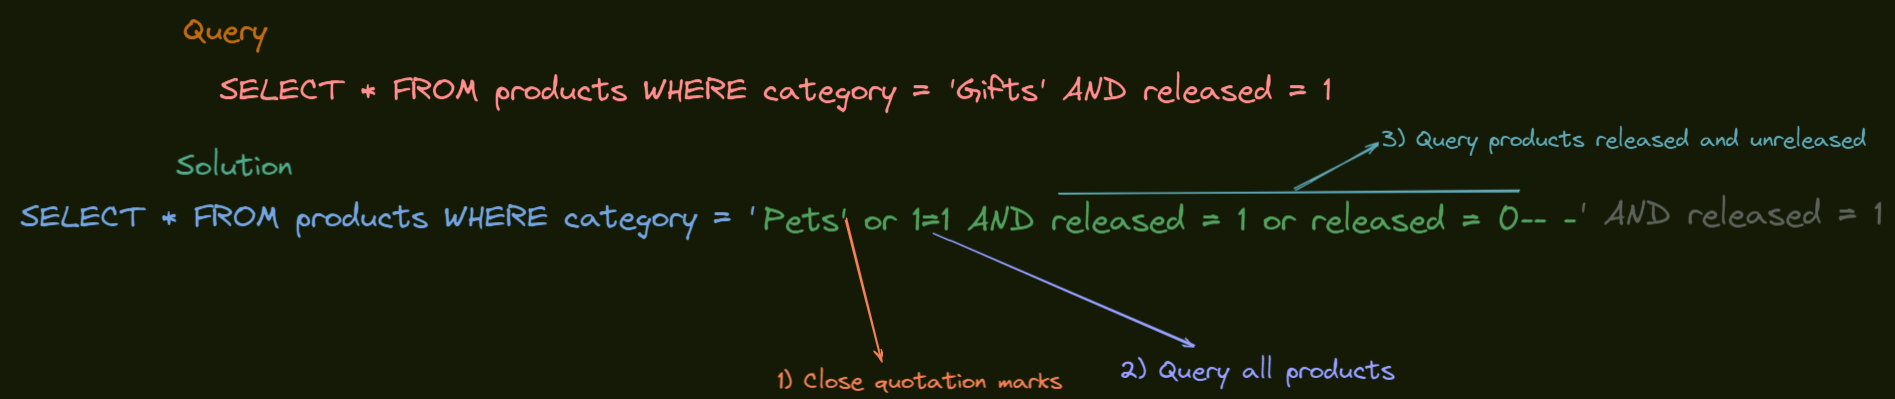 Query
SELECT * FROM products WHERE category = 'Gifts' AND released = 1
3) Query products released and unreleased
Solution
SELECT * FROM products WHERE category = 'Pets' or 1=1 AND released = 1 or released = 0-- -' AND released = 1
1) Close quotation marks
2) Query all products